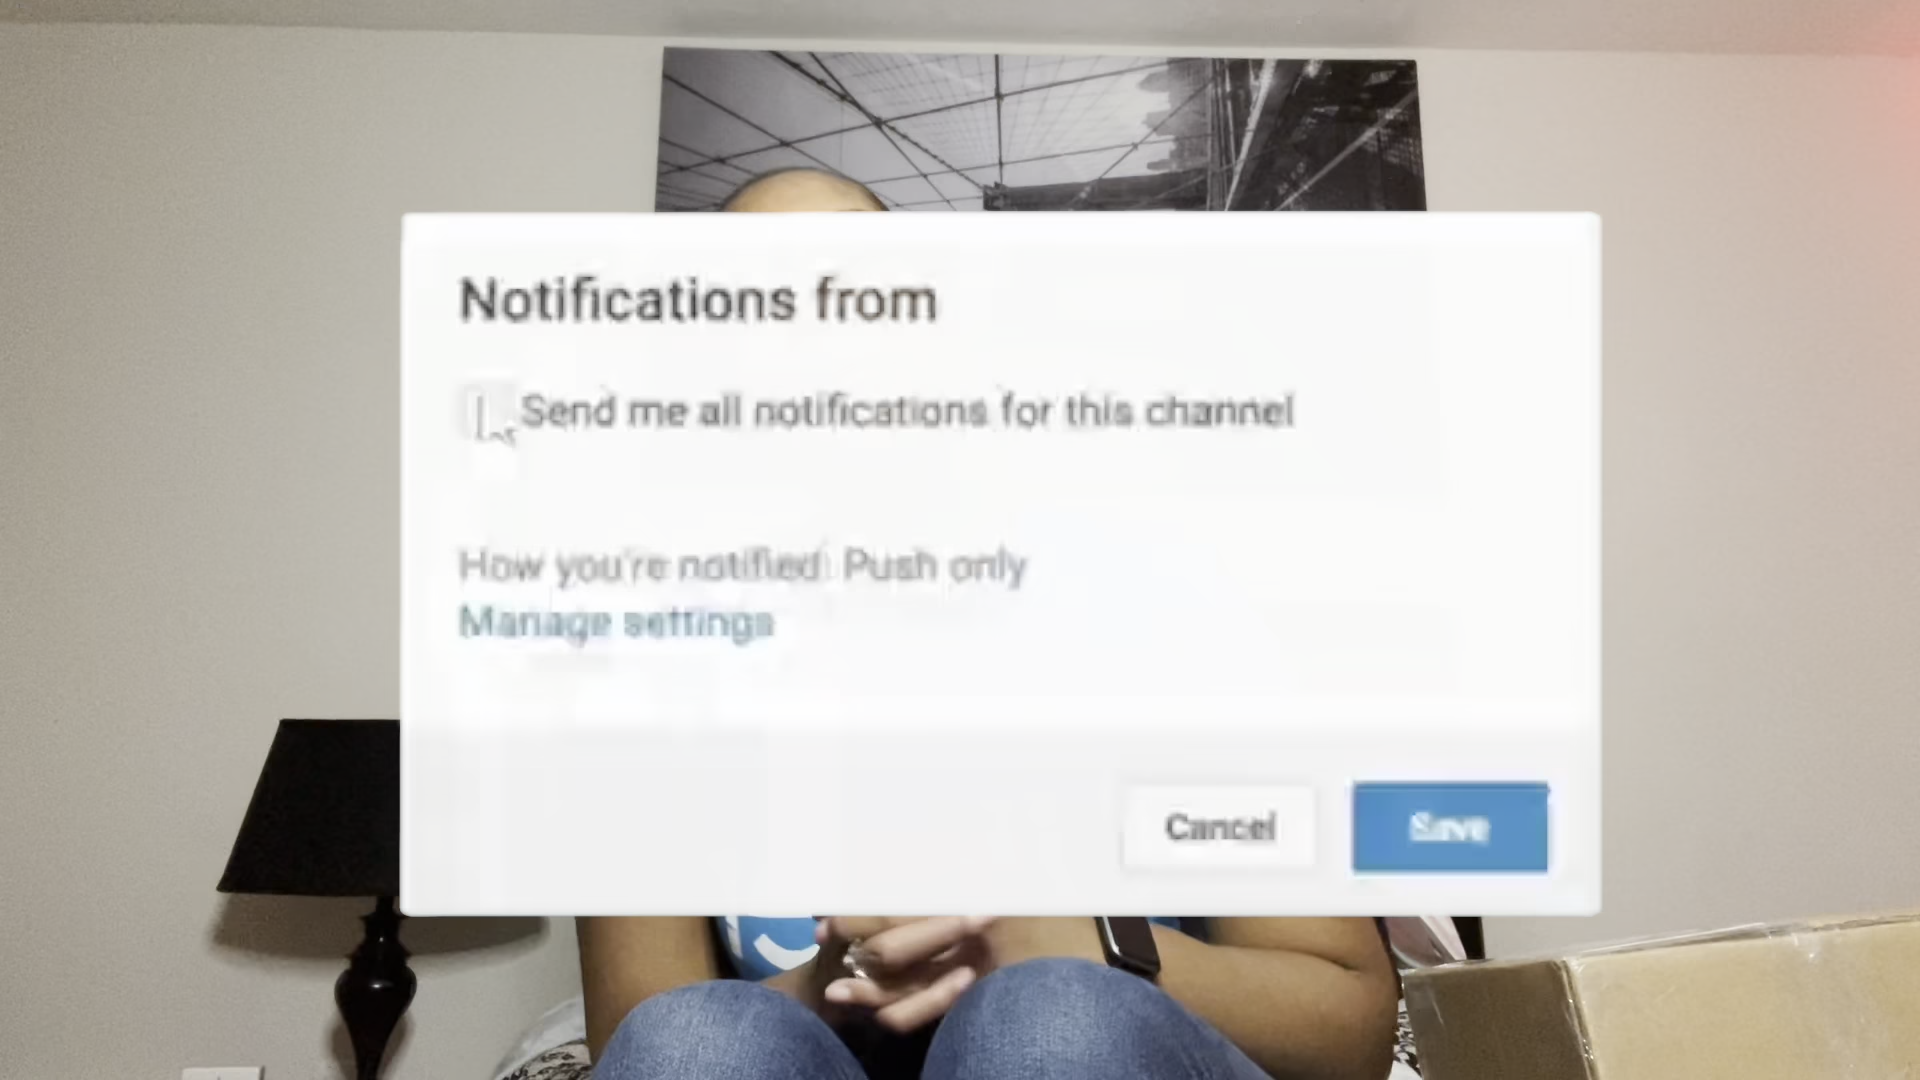 Notifications from
Send me all notifications for this channel
How you're notified: Push only
Manage settings
Cancel
Save